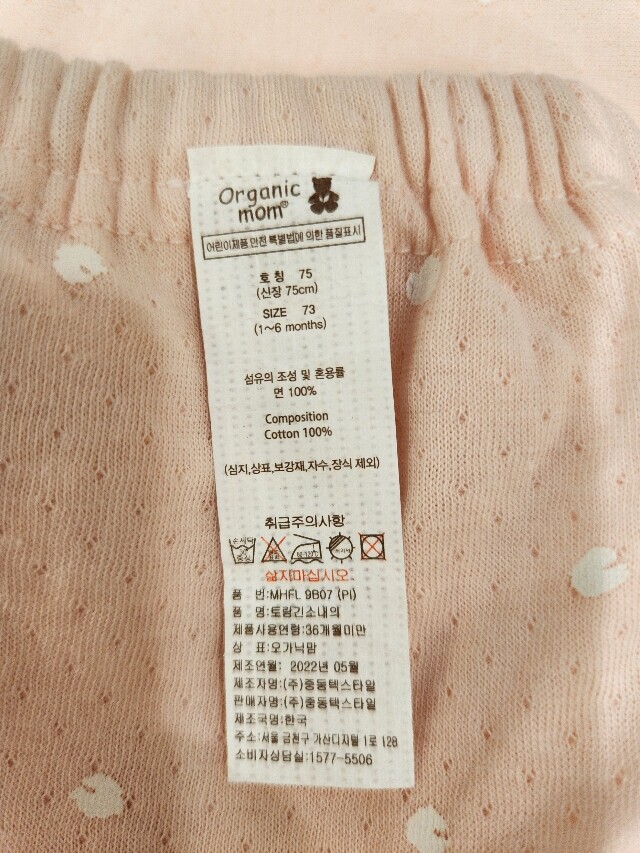 Organic
mom®
어린이제품 안전 특별법에 의한 품질표시
호 칭 75
(신장 75cm)
SIZE 73
(1~6 months)
섬유의 조성 및 혼용률
면 100%
Composition
Cotton 100%
(심지,상표,보강재,자수,장식 제외)
취급주의사항
손세탁
삶지마십시오
품 번:MHFL 9B07 (PI)
품 명:토람긴소내의
제품사용연령:36개월미만
상 표:오가닉맘
제조연월: 2022년 05월
제조자명:(주)중동텍스타일
판매자명:(주)중동텍스타일
제조국명:한국
주소:서울 금천구 가산디지털 1로 128
소비자상담실:1577-5506